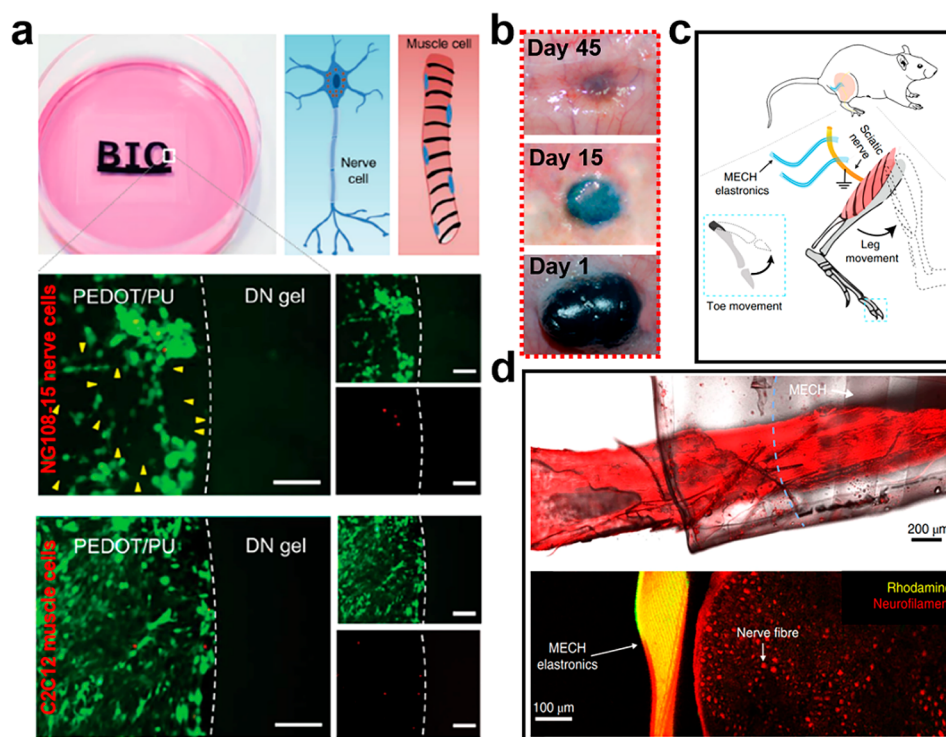 a
BIO
Nerve
cell
Muscle cell
NG108-15 nerve cells
PEDOT/PU
DN gel
C2C12 muscle cells
PEDOT/PU
DN gel
b
Day 45
Day 15
Day 1
c
Sciatic
nerve
MECH
elastronics
Leg
movement
Toe movement
d
MECH
200 μm
Rhodamine
Neurofilament
MECH
elastronics
Nerve fibre
100 μm